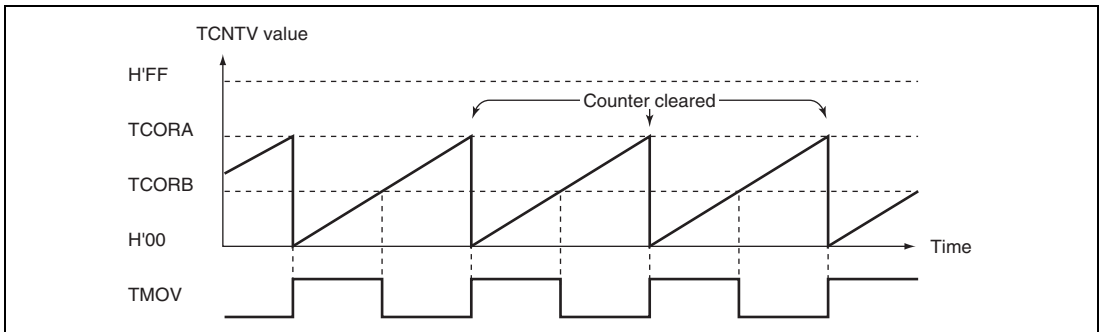 TCNTV value
H'FF
Counter cleared
TCORA
TCORB
H'00
Time
TMOV